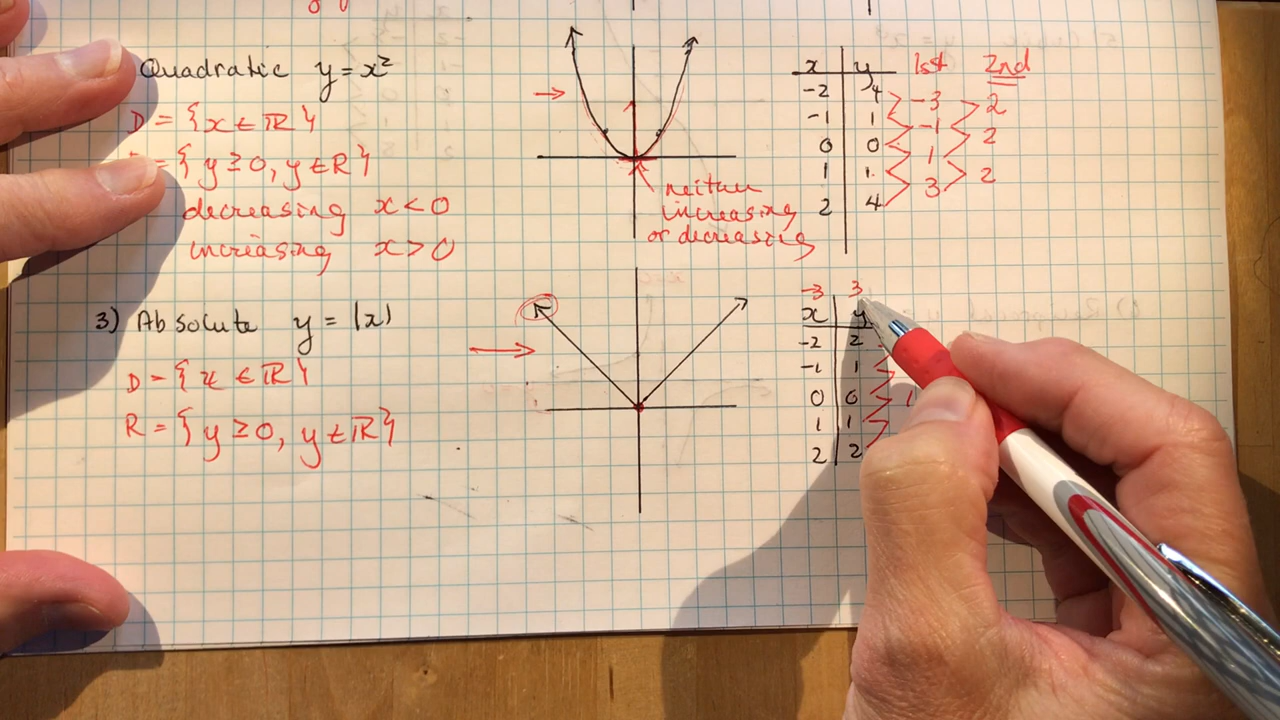 Quadratic y = x²
D = {x ∈ ℝ}
= {y ≥ 0, y ∈ R}
decreasing x < 0
increasing x > 0
neither
increasing
or decreasing
x y 1st 2nd
-2 4
-3 2
-1 1
-1 2
0 0
1
1 1
3 2
2 4
3) Absolute y = |x|
D = {x ∈ ℝ}
R = {y ≥ 0, y ∈ ℝ}
-3 3
x y
-2 2
-1 1
0 0 1
1 1
2 2